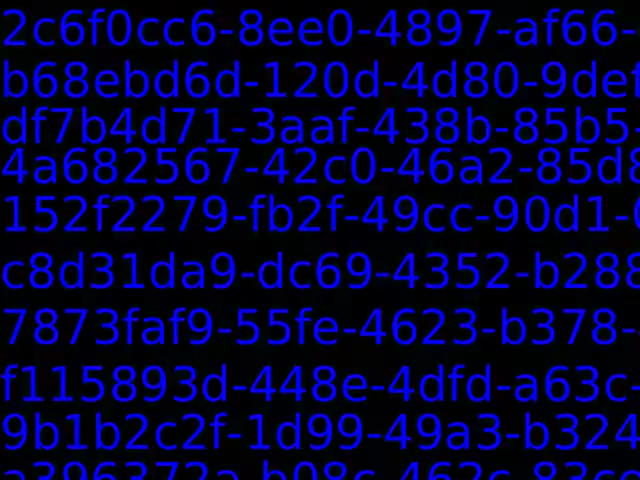 2c6f0cc6-8ee0-4897-af66-
b68ebd6d-120d-4d80-9def
df7b4d71-3aaf-438b-85b5-
4a682567-42c0-46a2-85d8
152f2279-fb2f-49cc-90d1-
c8d31da9-dc69-4352-b288
7873faf9-55fe-4623-b378-
f115893d-448e-4dfd-a63c-
9b1b2c2f-1d99-49a3-b324